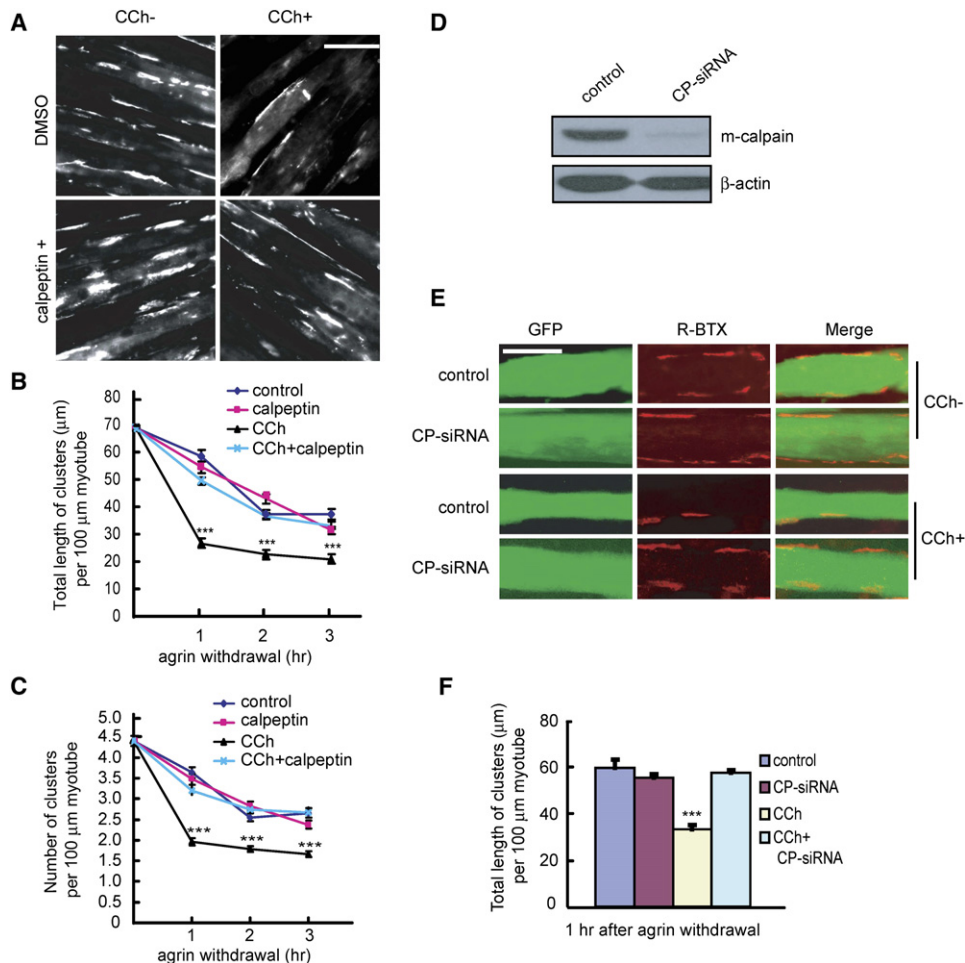 A
CCh-
CCh+
DMSO
calpeptin +
B
control
calpeptin
CCh
CCh+calpeptin
Total length of clusters (μm)
per 100 μm myotube
80
70
60
50
40
30
20
10
0
***
***
***
1
2
3
agrin withdrawal (hr)
C
control
calpeptin
CCh
CCh+calpeptin
Number of clusters
per 100 μm myotube
5.0
4.5
4.0
3.5
3.0
2.5
2.0
1.5
1.0
0.5
0
***
***
***
1
2
3
agrin withdrawal (hr)
D
control
CP-siRNA
m-calpain
β-actin
E
GFP
R-BTX
Merge
control
CP-siRNA
CCh-
control
CP-siRNA
CCh+
F
Total length of clusters (μm)
per 100 μm myotube
80
60
40
60
0
***
control
CP-siRNA
CCh
CCh+
CP-siRNA
1 hr after agrin withdrawal